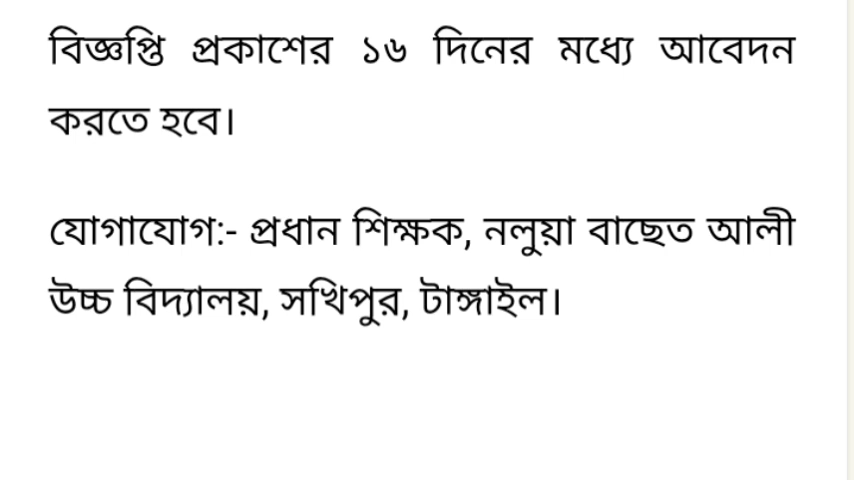 বিজ্ঞপ্তি প্রকাশের ১৬ দিনের মধ্যে আবেদন
করতে হবে।
যোগাযোগ:- প্রধান শিক্ষক, নলুয়া বাছেত আলী
উচ্চ বিদ্যালয়, সখিপুর, টাঙ্গাইল।